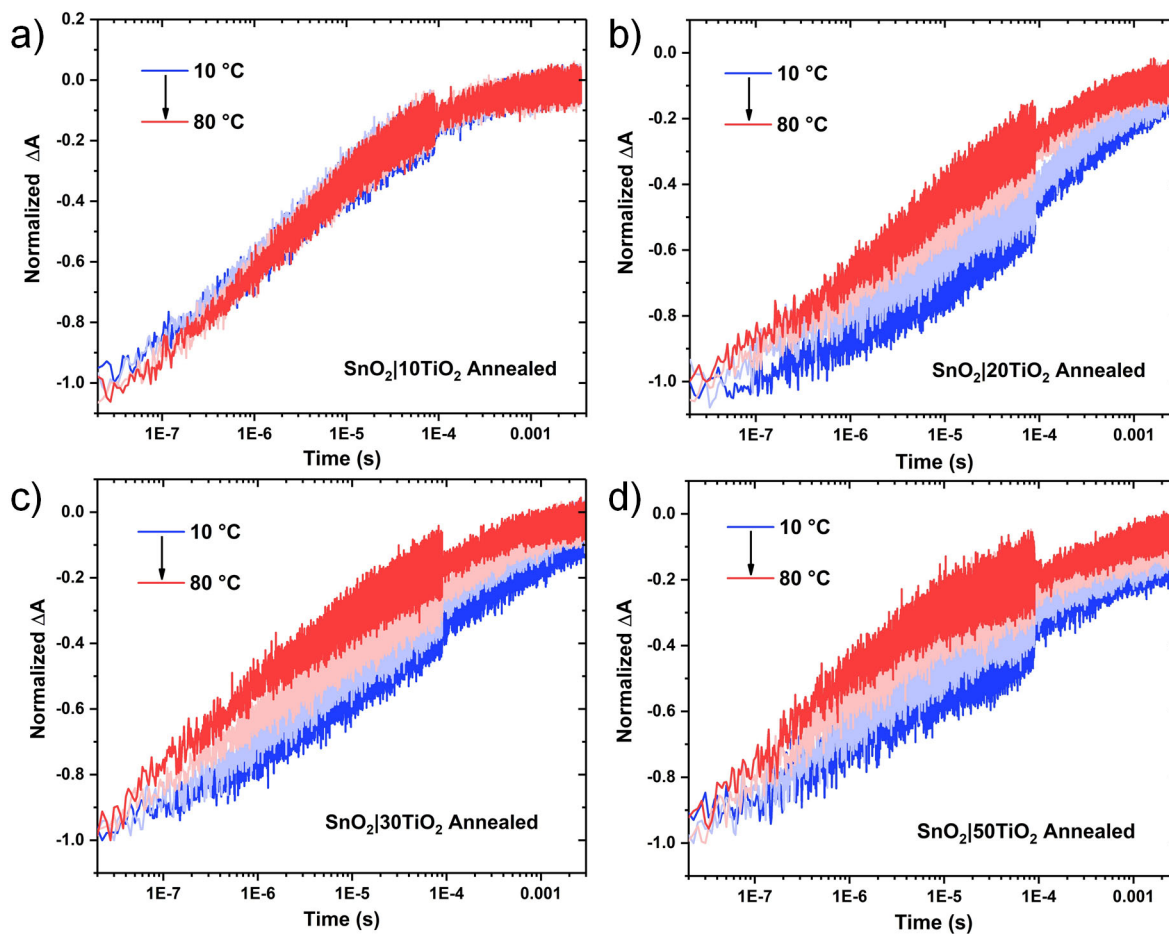 a)
0.2
0.0
-0.2
-0.4
-0.6
-0.8
-1.0
Normalized ΔA
10 °C
80 °C
SnO₂|10TiO₂ Annealed
1E-7 1E-6 1E-5 1E-4 0.001
Time (s)
b)
0.0
-0.2
-0.4
-0.6
-0.8
-1.0
Normalized ΔA
10 °C
80 °C
SnO₂|20TiO₂ Annealed
1E-7 1E-6 1E-5 1E-4 0.001
Time (s)
c)
0.0
-0.2
-0.4
-0.6
-0.8
-1.0
Normalized ΔA
10 °C
80 °C
SnO₂|30TiO₂ Annealed
1E-7 1E-6 1E-5 1E-4 0.001
Time (s)
d)
0.0
-0.2
-0.4
-0.6
-0.8
-1.0
Normalized ΔA
10 °C
80 °C
SnO₂|50TiO₂ Annealed
1E-7 1E-6 1E-5 1E-4 0.001
Time (s)